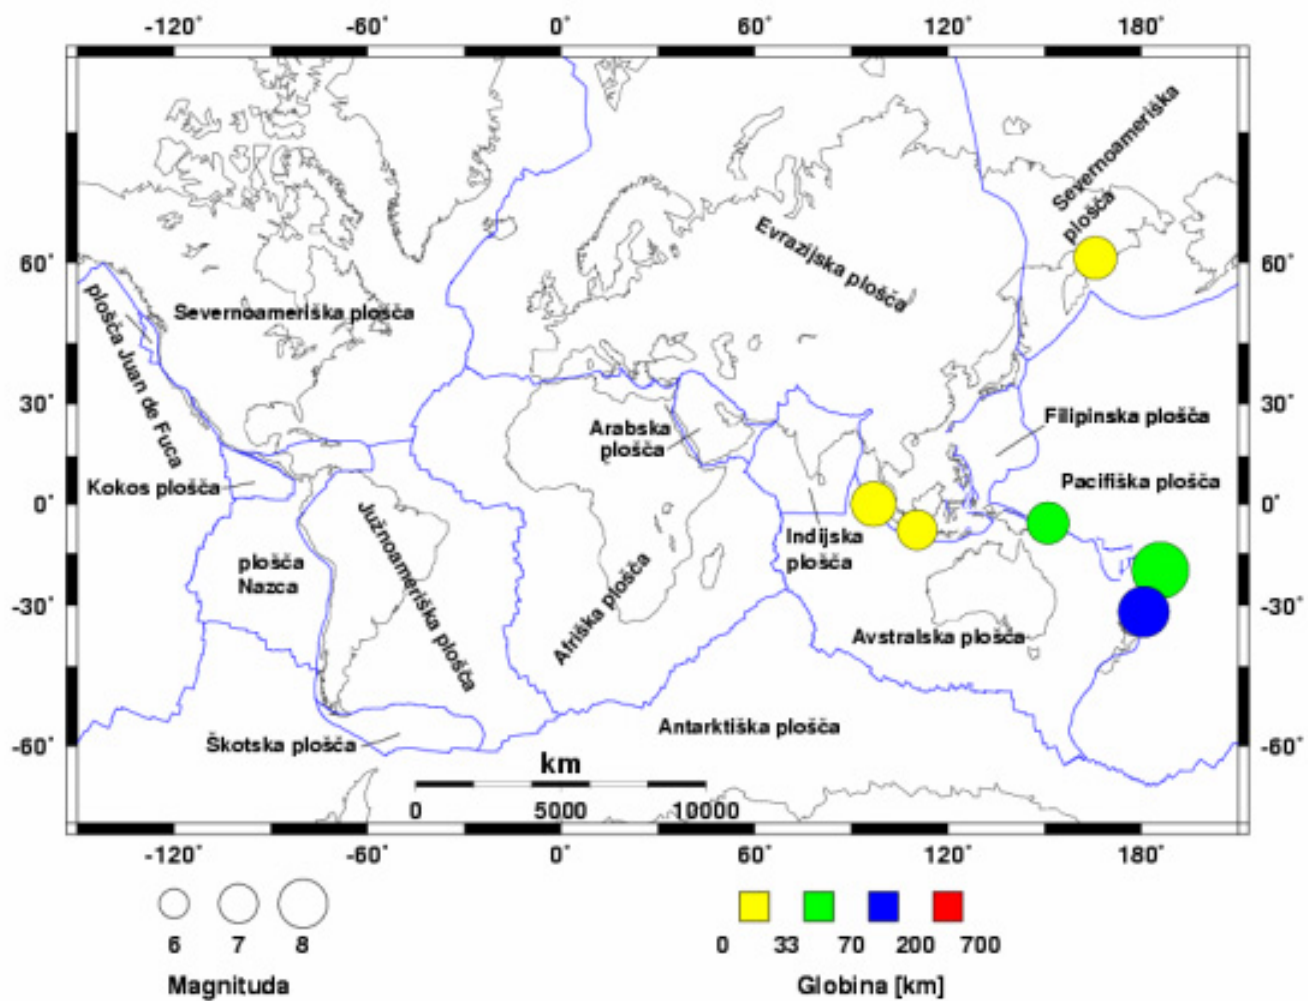 -120° -60° 0° 60° 120° 180°
Severnoameriška
plošča
Evrazijska plošča
60° 60°
plošča Juan de Fuca
Severnoameriška plošča
30° 30°
Arabska
plošča
Filipinska plošča
Kokos plošča
Pacifiška plošča
0° 0°
Južnoameriška plošča
Indijska
plošča
plošča
Nazca
Afriška plošča
-30° -30°
Avstralska plošča
Antarktiška plošča
Škotska plošča
-60° -60°
km
0 5000 10000
-120° -60° 0° 60° 120° 180°
6 7 8
0 33 70 200 700
Magnituda
Globina [km]